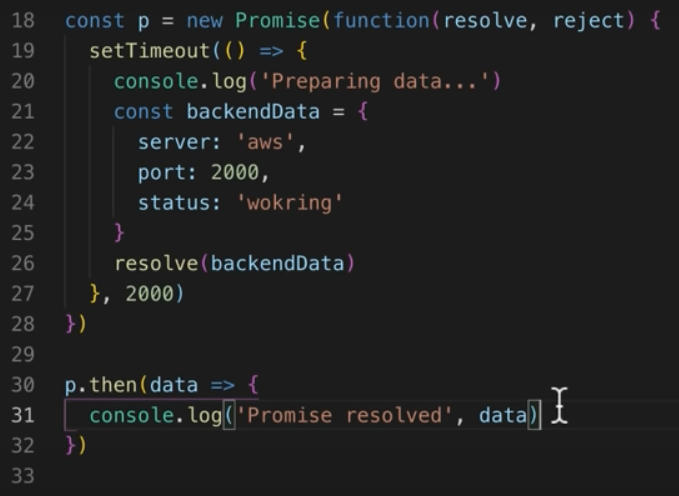 18 const p = new Promise(function(resolve, reject) {
19   setTimeout(() => {
20     console.log('Preparing data...')
21     const backendData = {
22       server: 'aws',
23       port: 2000,
24       status: 'wokring'
25     }
26     resolve(backendData)
27   }, 2000)
28 })
29
30 p.then(data => {
31   console.log('Promise resolved', data)
32 })
33